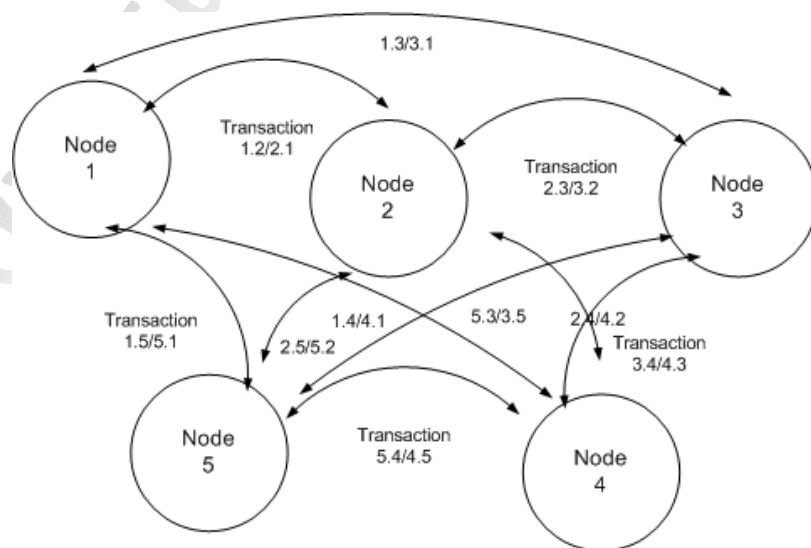 1.3/3.1
Node
1
Transaction
1.2/2.1
Node
2
Transaction
2.3/3.2
Node
3
Transaction
1.5/5.1
2.5/5.2
1.4/4.1
5.3/3.5
2.4/4.2
Transaction
3.4/4.3
Node
5
Transaction
5.4/4.5
Node
4